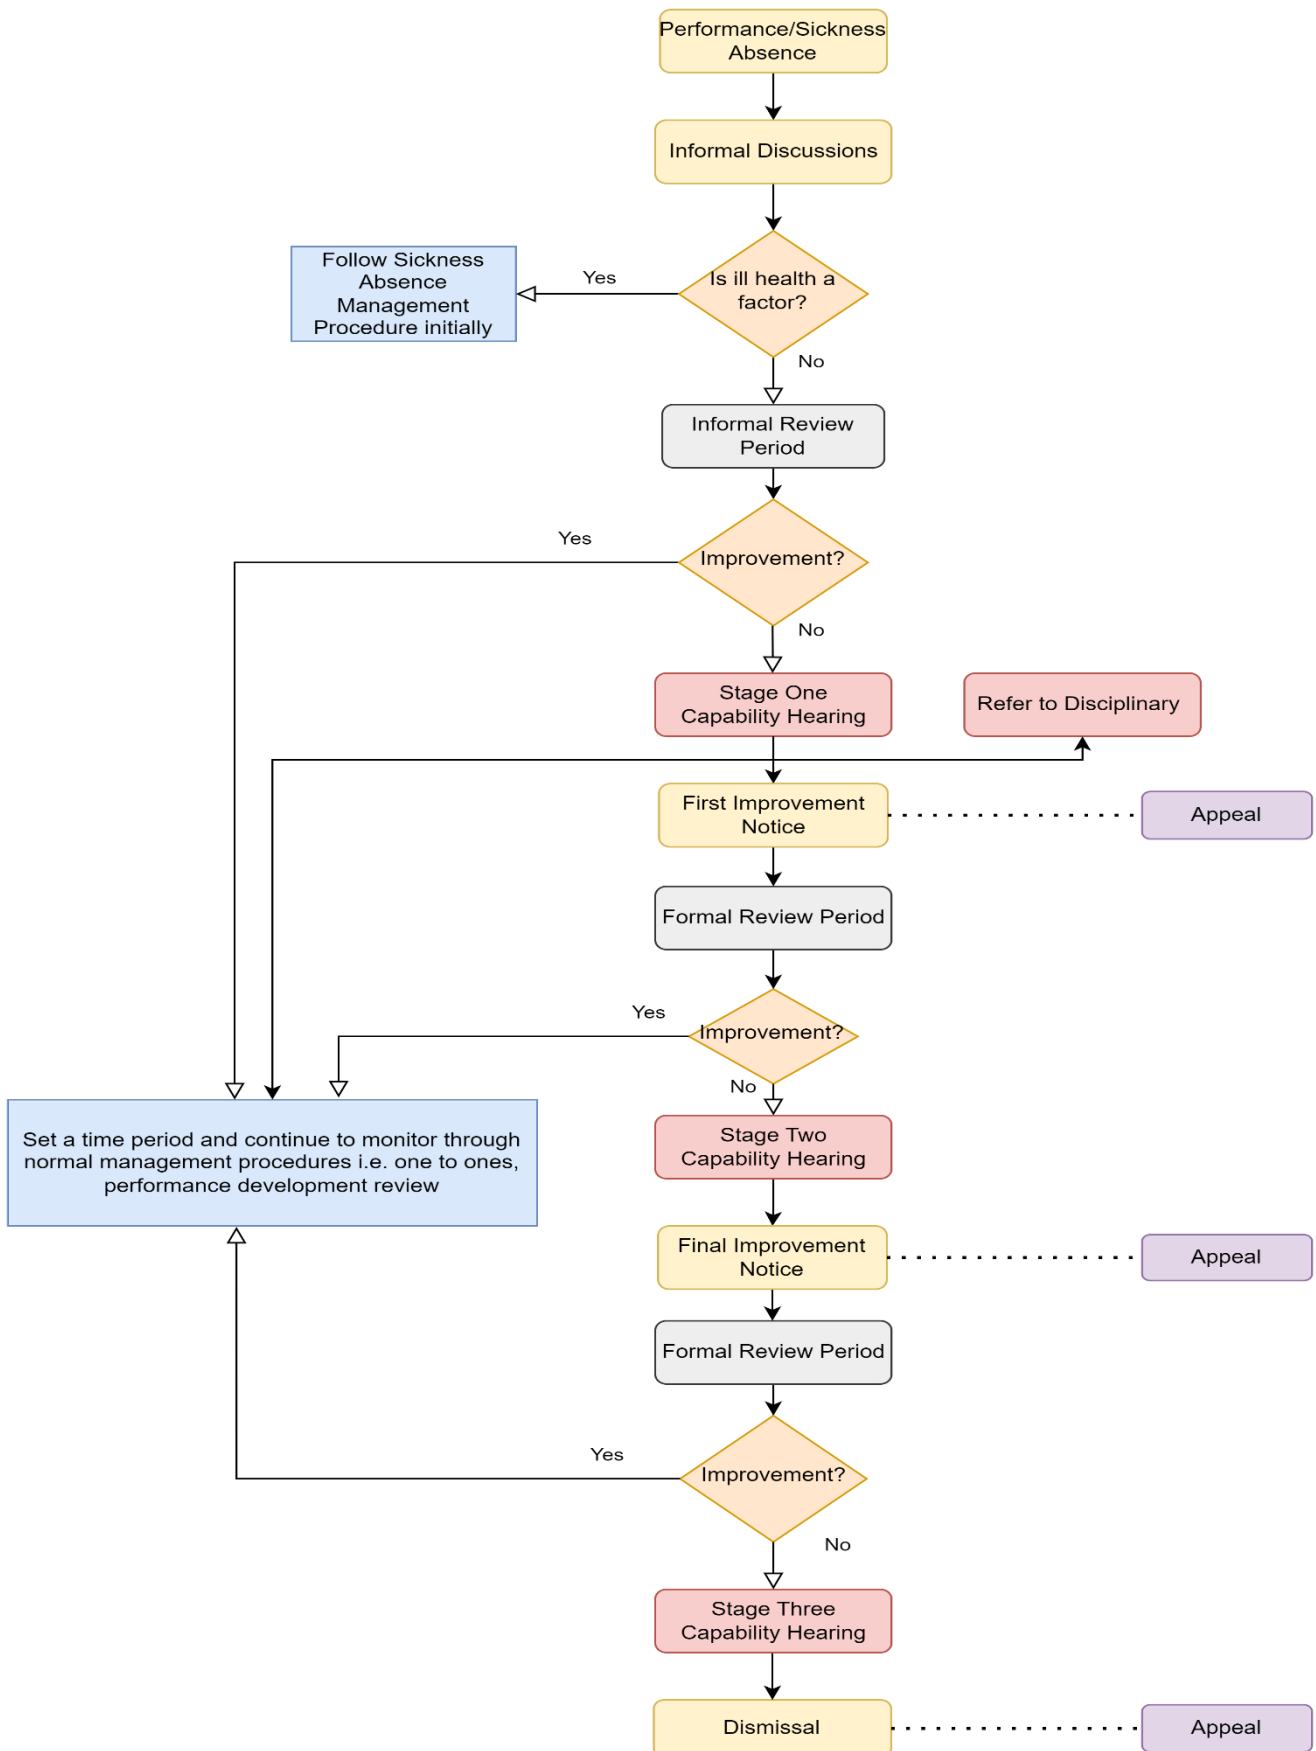 Performance/Sickness
Absence
Informal Discussions
Follow Sickness
Absence
Management
Procedure initially
Yes
Is ill health a
factor?
No
Informal Review
Period
Yes
Improvement?
No
Stage One
Capability Hearing
Refer to Disciplinary
First Improvement
Notice
Appeal
Formal Review Period
Yes
Improvement?
No
Set a time period and continue to monitor through
normal management procedures i.e. one to ones,
performance development review
Stage Two
Capability Hearing
Final Improvement
Notice
Appeal
Formal Review Period
Yes
Improvement?
No
Stage Three
Capability Hearing
Dismissal
Appeal